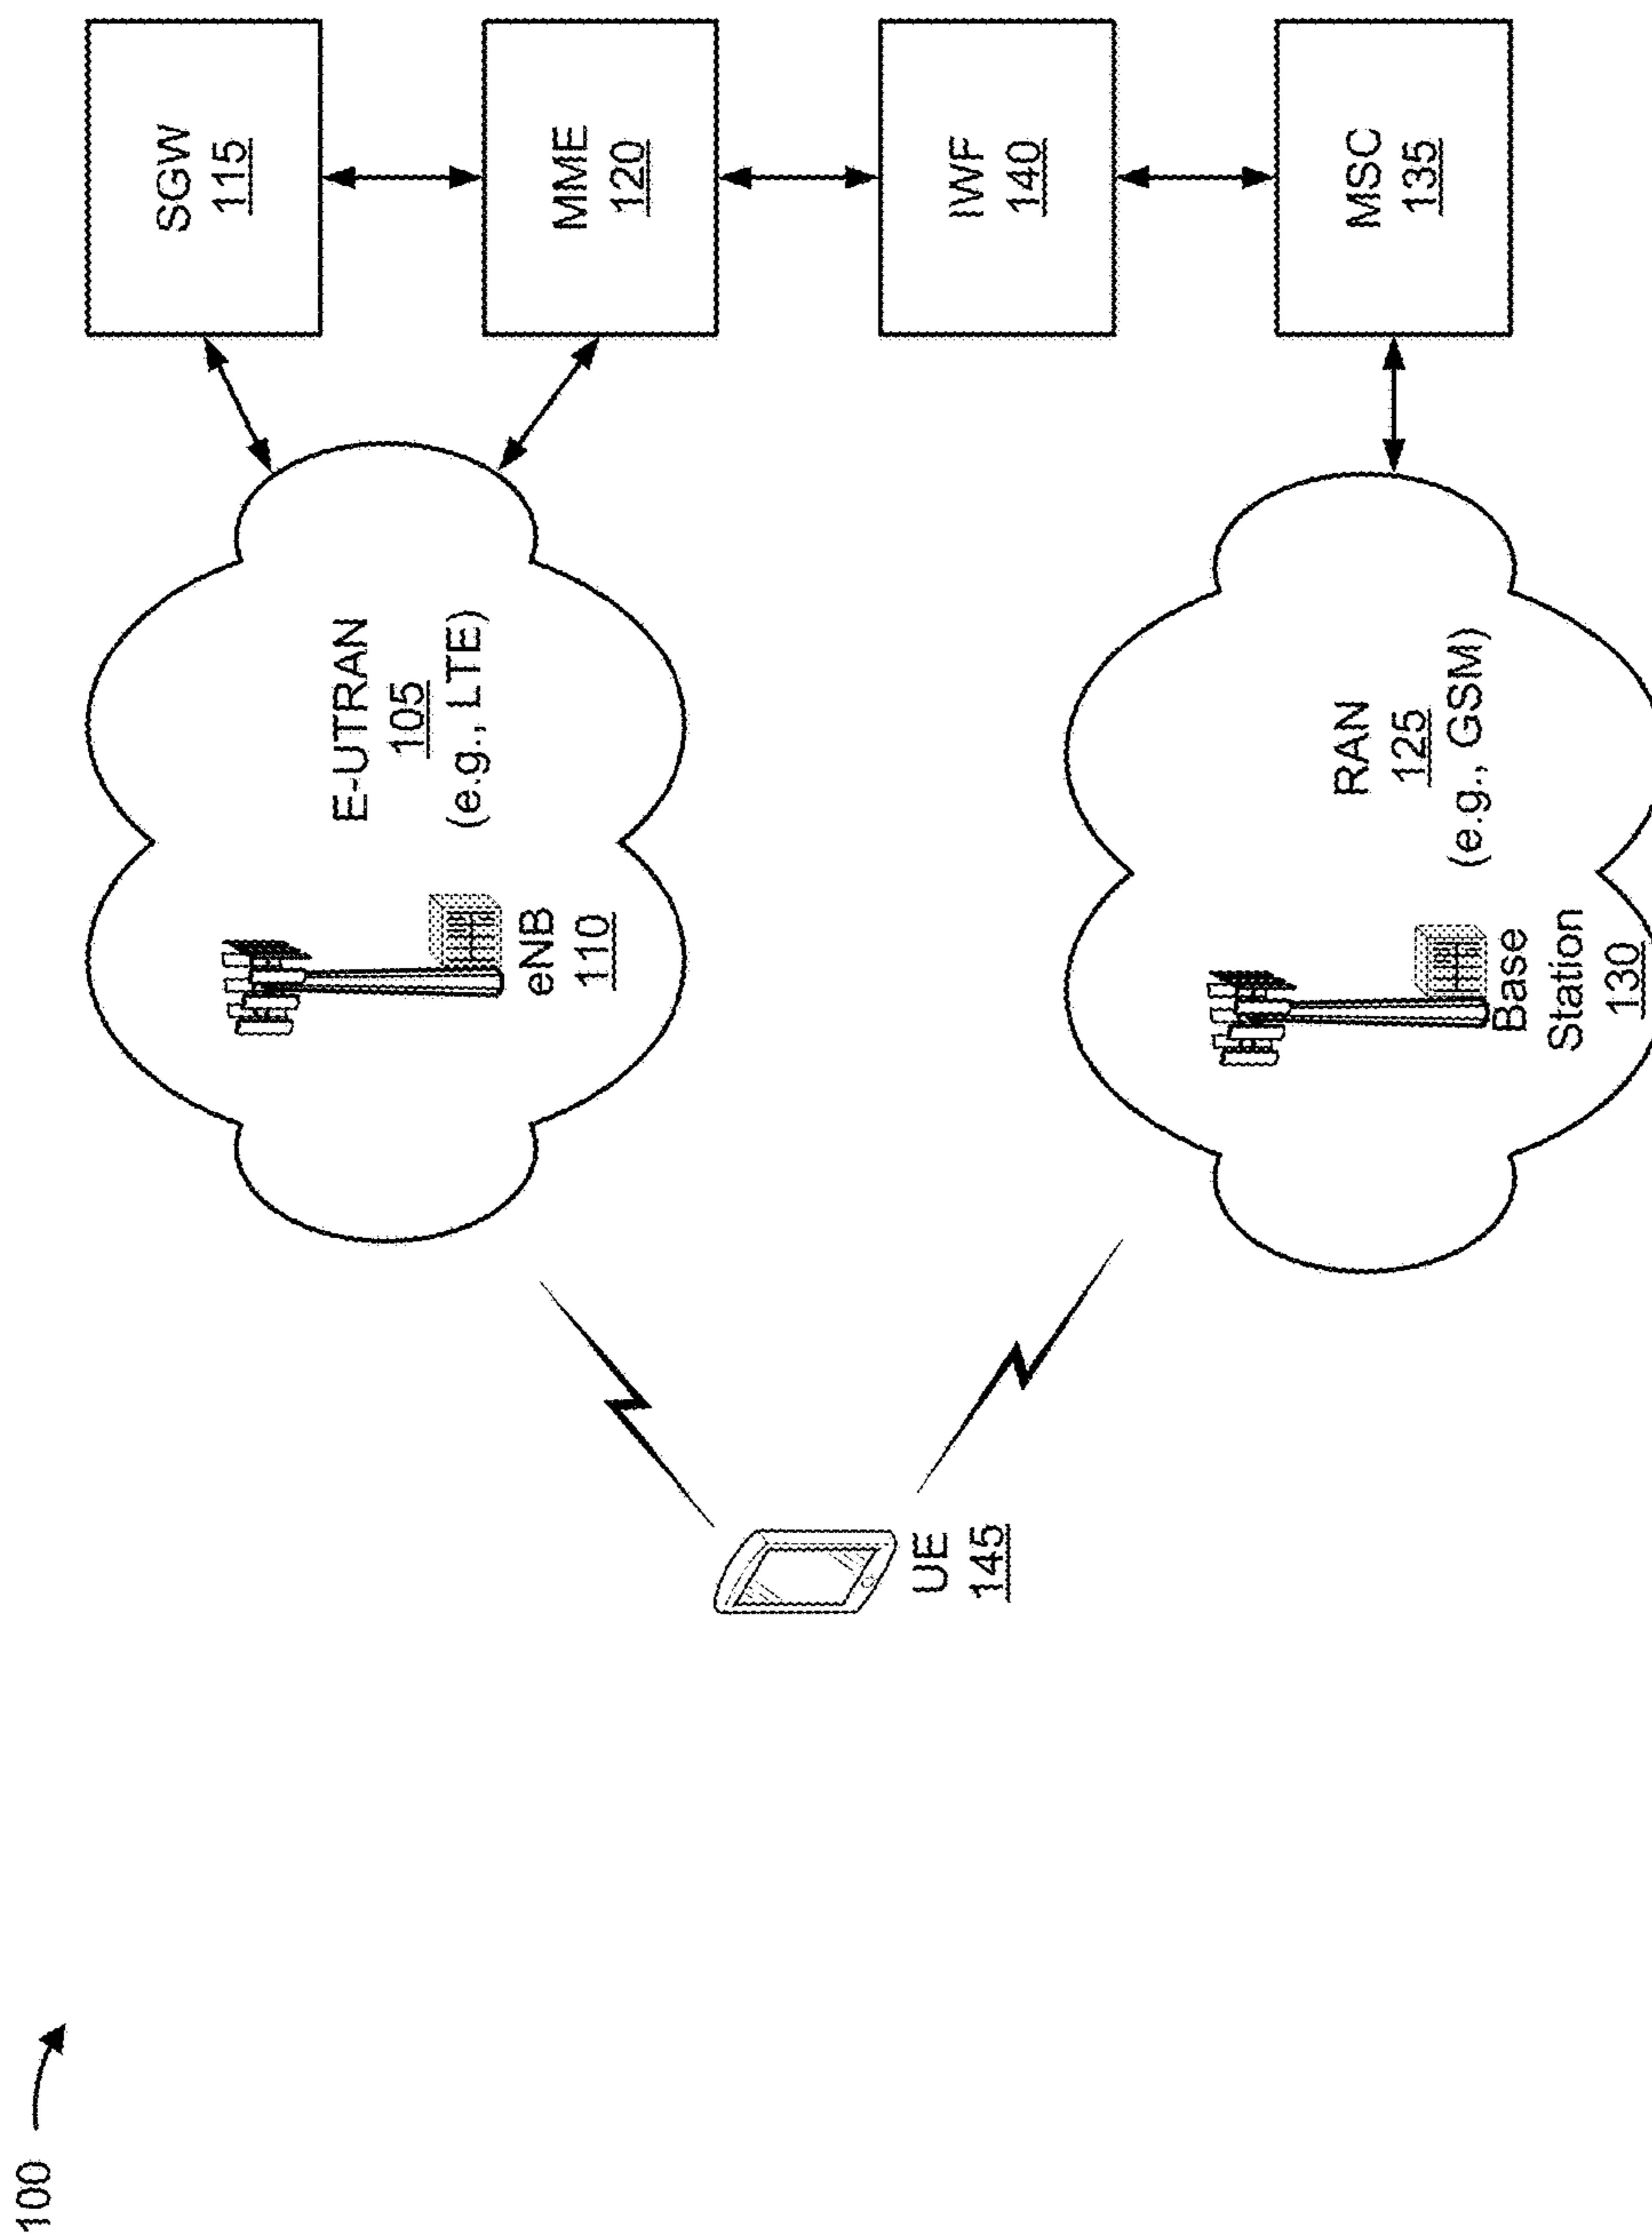 100
UE
145
E-UTRAN
105
(e.g., LTE)
eNB
110
RAN
125
(e.g., GSM)
Base
Station
130
SGW
115
MME
120
IWF
140
MSC
135